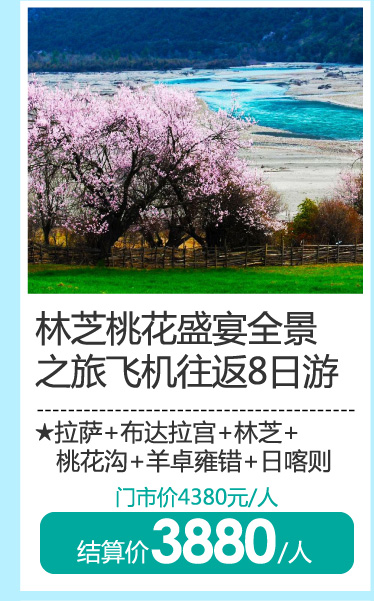 林芝桃花盛宴全景
之旅飞机往返8日游
★拉萨+布达拉宫+林芝+
桃花沟+羊卓雍错+日喀则
门市价4380元/人
结算价3880/人